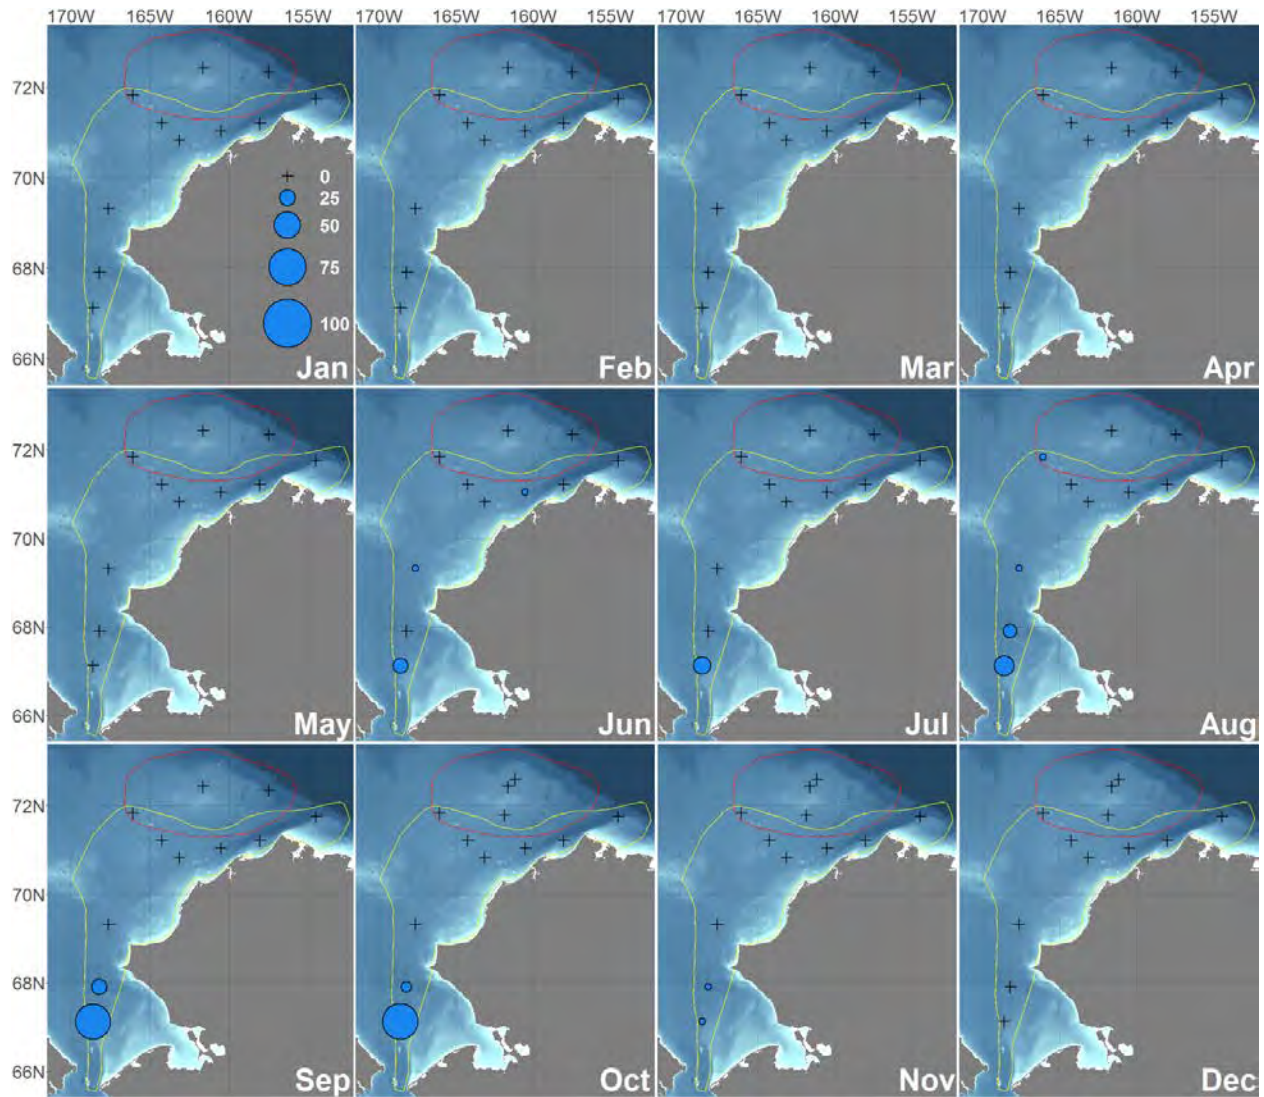 170W 165W 160W 155W 170W 165W 160W 155W 170W 165W 160W 155W 170W 165W 160W 155W
72N
70N
68N
66N
0
25
50
75
100
Jan Feb Mar Apr
72N
70N
68N
66N
May Jun Jul Aug
72N
70N
68N
66N
Sep Oct Nov Dec